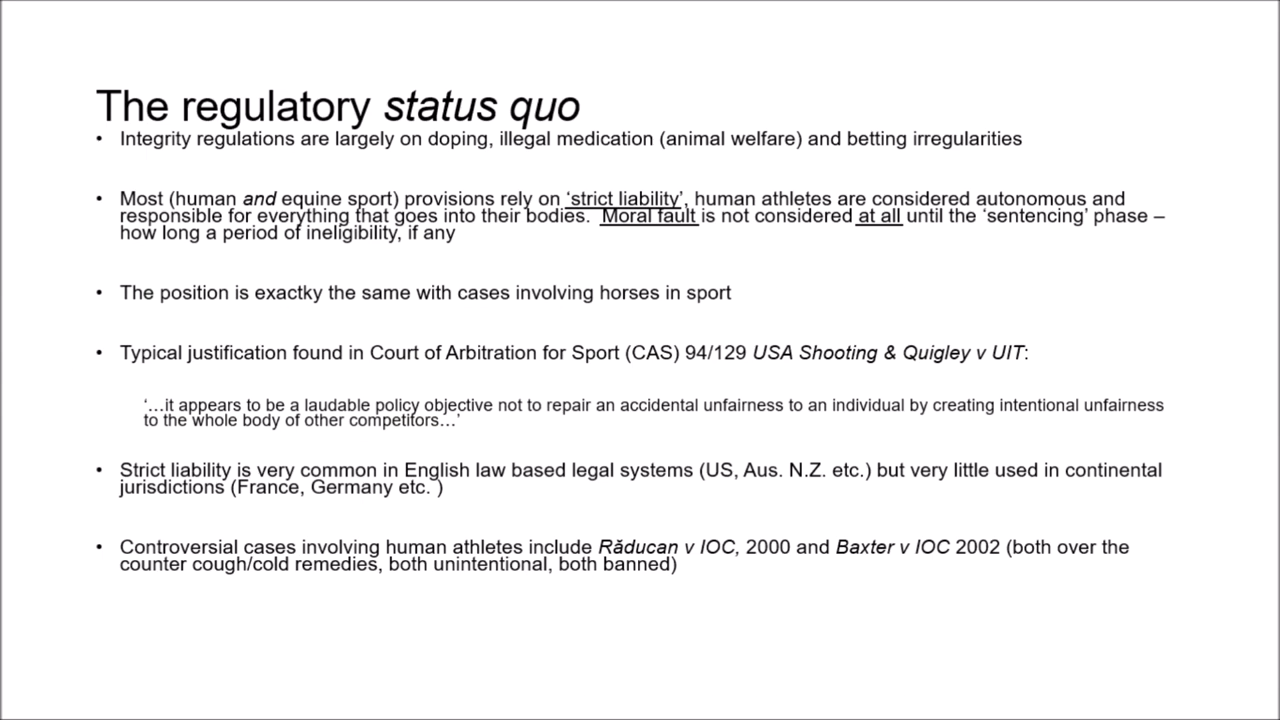 The regulatory status quo
• Integrity regulations are largely on doping, illegal medication (animal welfare) and betting irregularities
• Most (human and equine sport) provisions rely on ‘strict liability’, human athletes are considered autonomous and
responsible for everything that goes into their bodies.  Moral fault is not considered at all until the ‘sentencing’ phase –
how long a period of ineligibility, if any
• The position is exactky the same with cases involving horses in sport
• Typical justification found in Court of Arbitration for Sport (CAS) 94/129 USA Shooting & Quigley v UIT:
‘…it appears to be a laudable policy objective not to repair an accidental unfairness to an individual by creating intentional unfairness
to the whole body of other competitors…’
• Strict liability is very common in English law based legal systems (US, Aus. N.Z. etc.) but very little used in continental
jurisdictions (France, Germany etc. )
• Controversial cases involving human athletes include Răducan v IOC, 2000 and Baxter v IOC 2002 (both over the
counter cough/cold remedies, both unintentional, both banned)